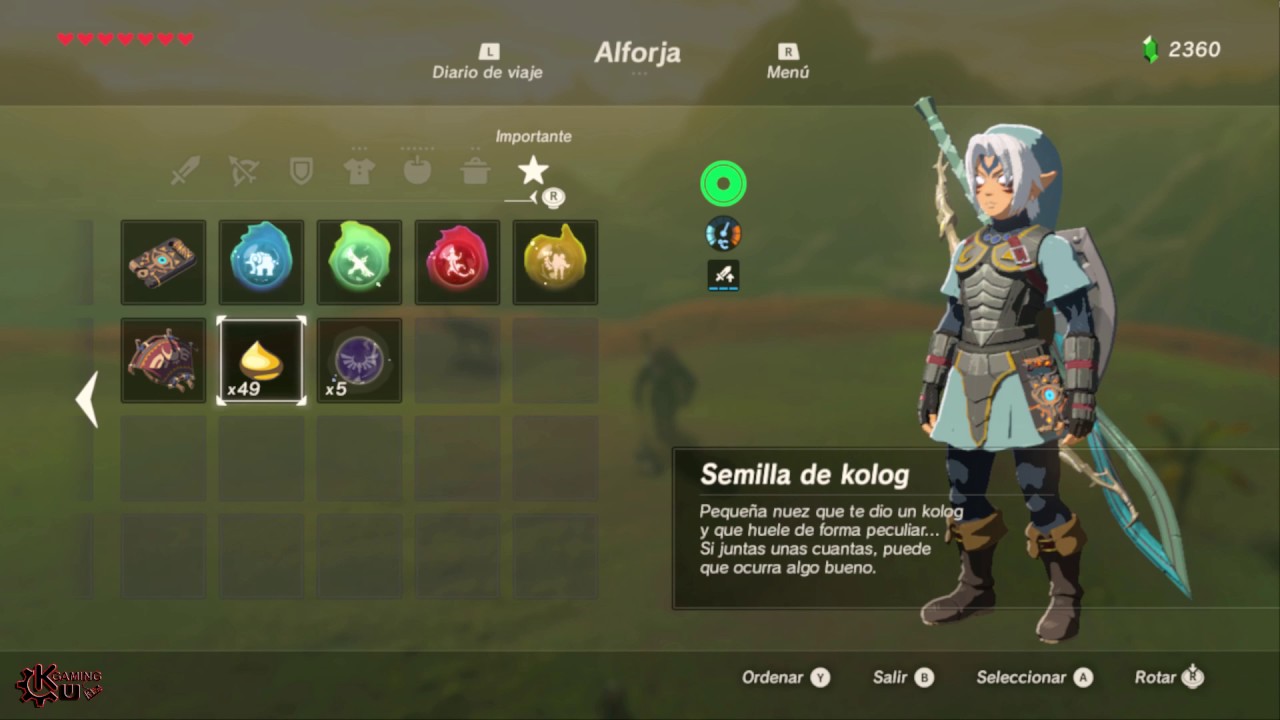 L
Diario de viaje
Alforja
R
Menú
2360
Importante
R
x49
x5
Semilla de kolog
Pequeña nuez que te dio un kolog
y que huele de forma peculiar...
Si juntas unas cuantas, puede
que ocurra algo bueno.
Ordenar Y
Salir B
Seleccionar A
Rotar R
GAMING